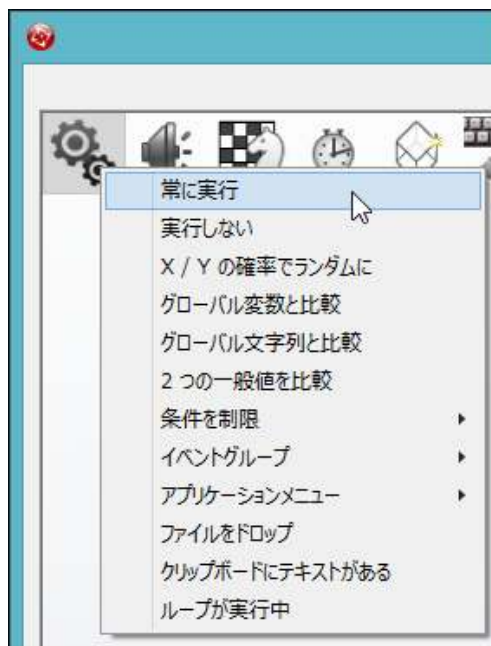 常に実行
実行しない
X / Y の確率でランダムに
グローバル変数と比較
グローバル文字列と比較
2 つの一般値を比較
条件を制限
イベントグループ
アプリケーションメニュー
ファイルをドロップ
クリップボードにテキストがある
ループが実行中